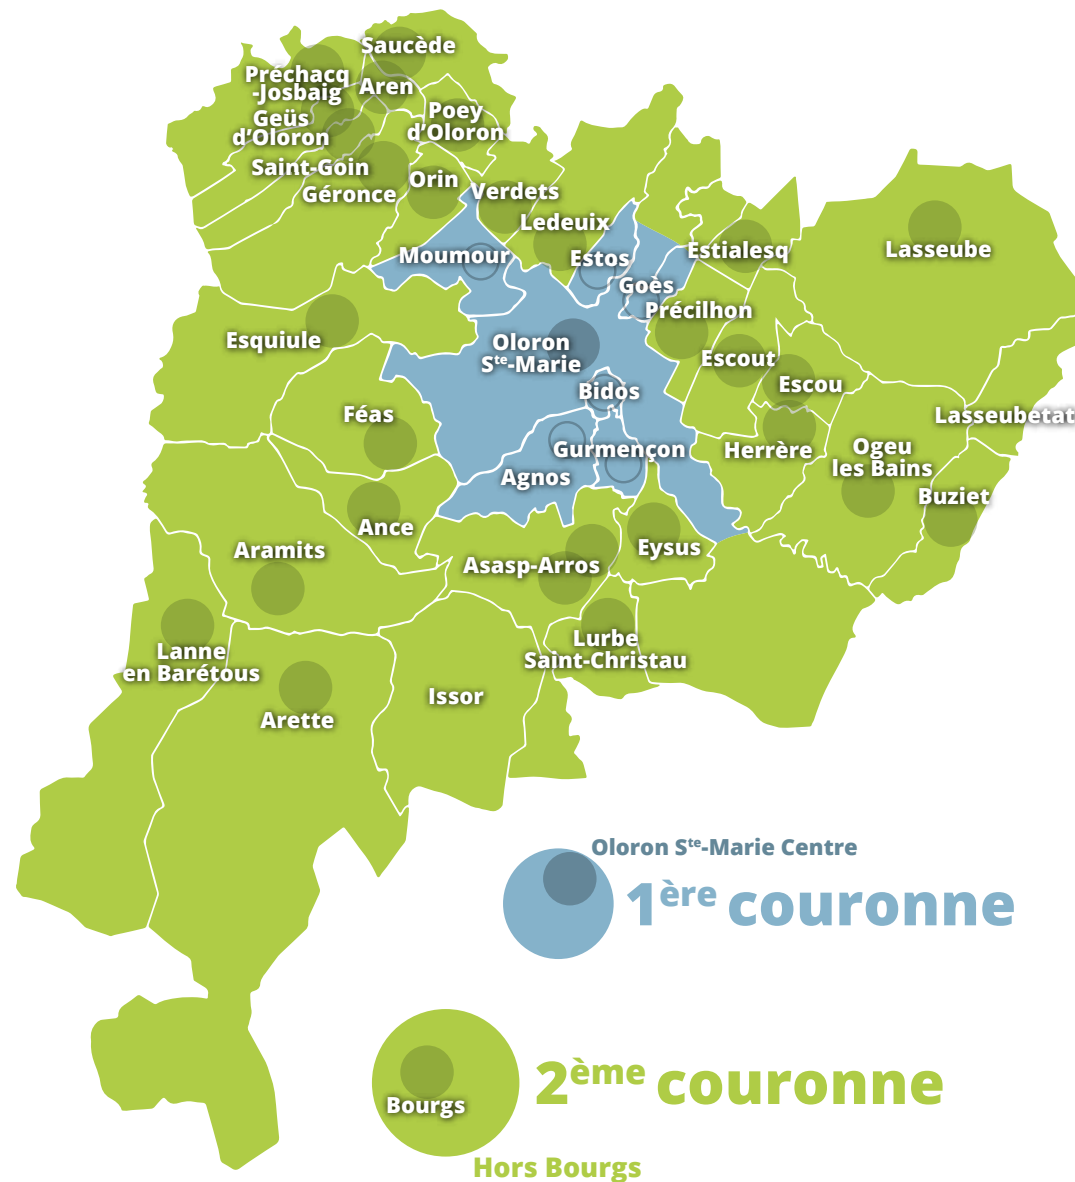 Saucède
Préchacq
-Josbaig
Aren
Geüs
d'Oloron
Poey
d'Oloron
Saint-Goin
Géronce
Orin
Verdets
Ledeuix
Moumour
Estos
Goès
Estialesq
Lasseube
Précilhon
Esquiule
Oloron
Ste-Marie
Escout
Escou
Bidos
Féas
Lasseubetat
Gurmençon
Herrère
Ogeu
les Bains
Agnos
Buziet
Ance
Aramits
Asasp-Arros
Eysus
Lanne
en Barétous
Lurbe
Saint-Christau
Issor
Arette
Oloron Ste-Marie Centre
1ère couronne
2ème couronne
Bourgs
Hors Bourgs